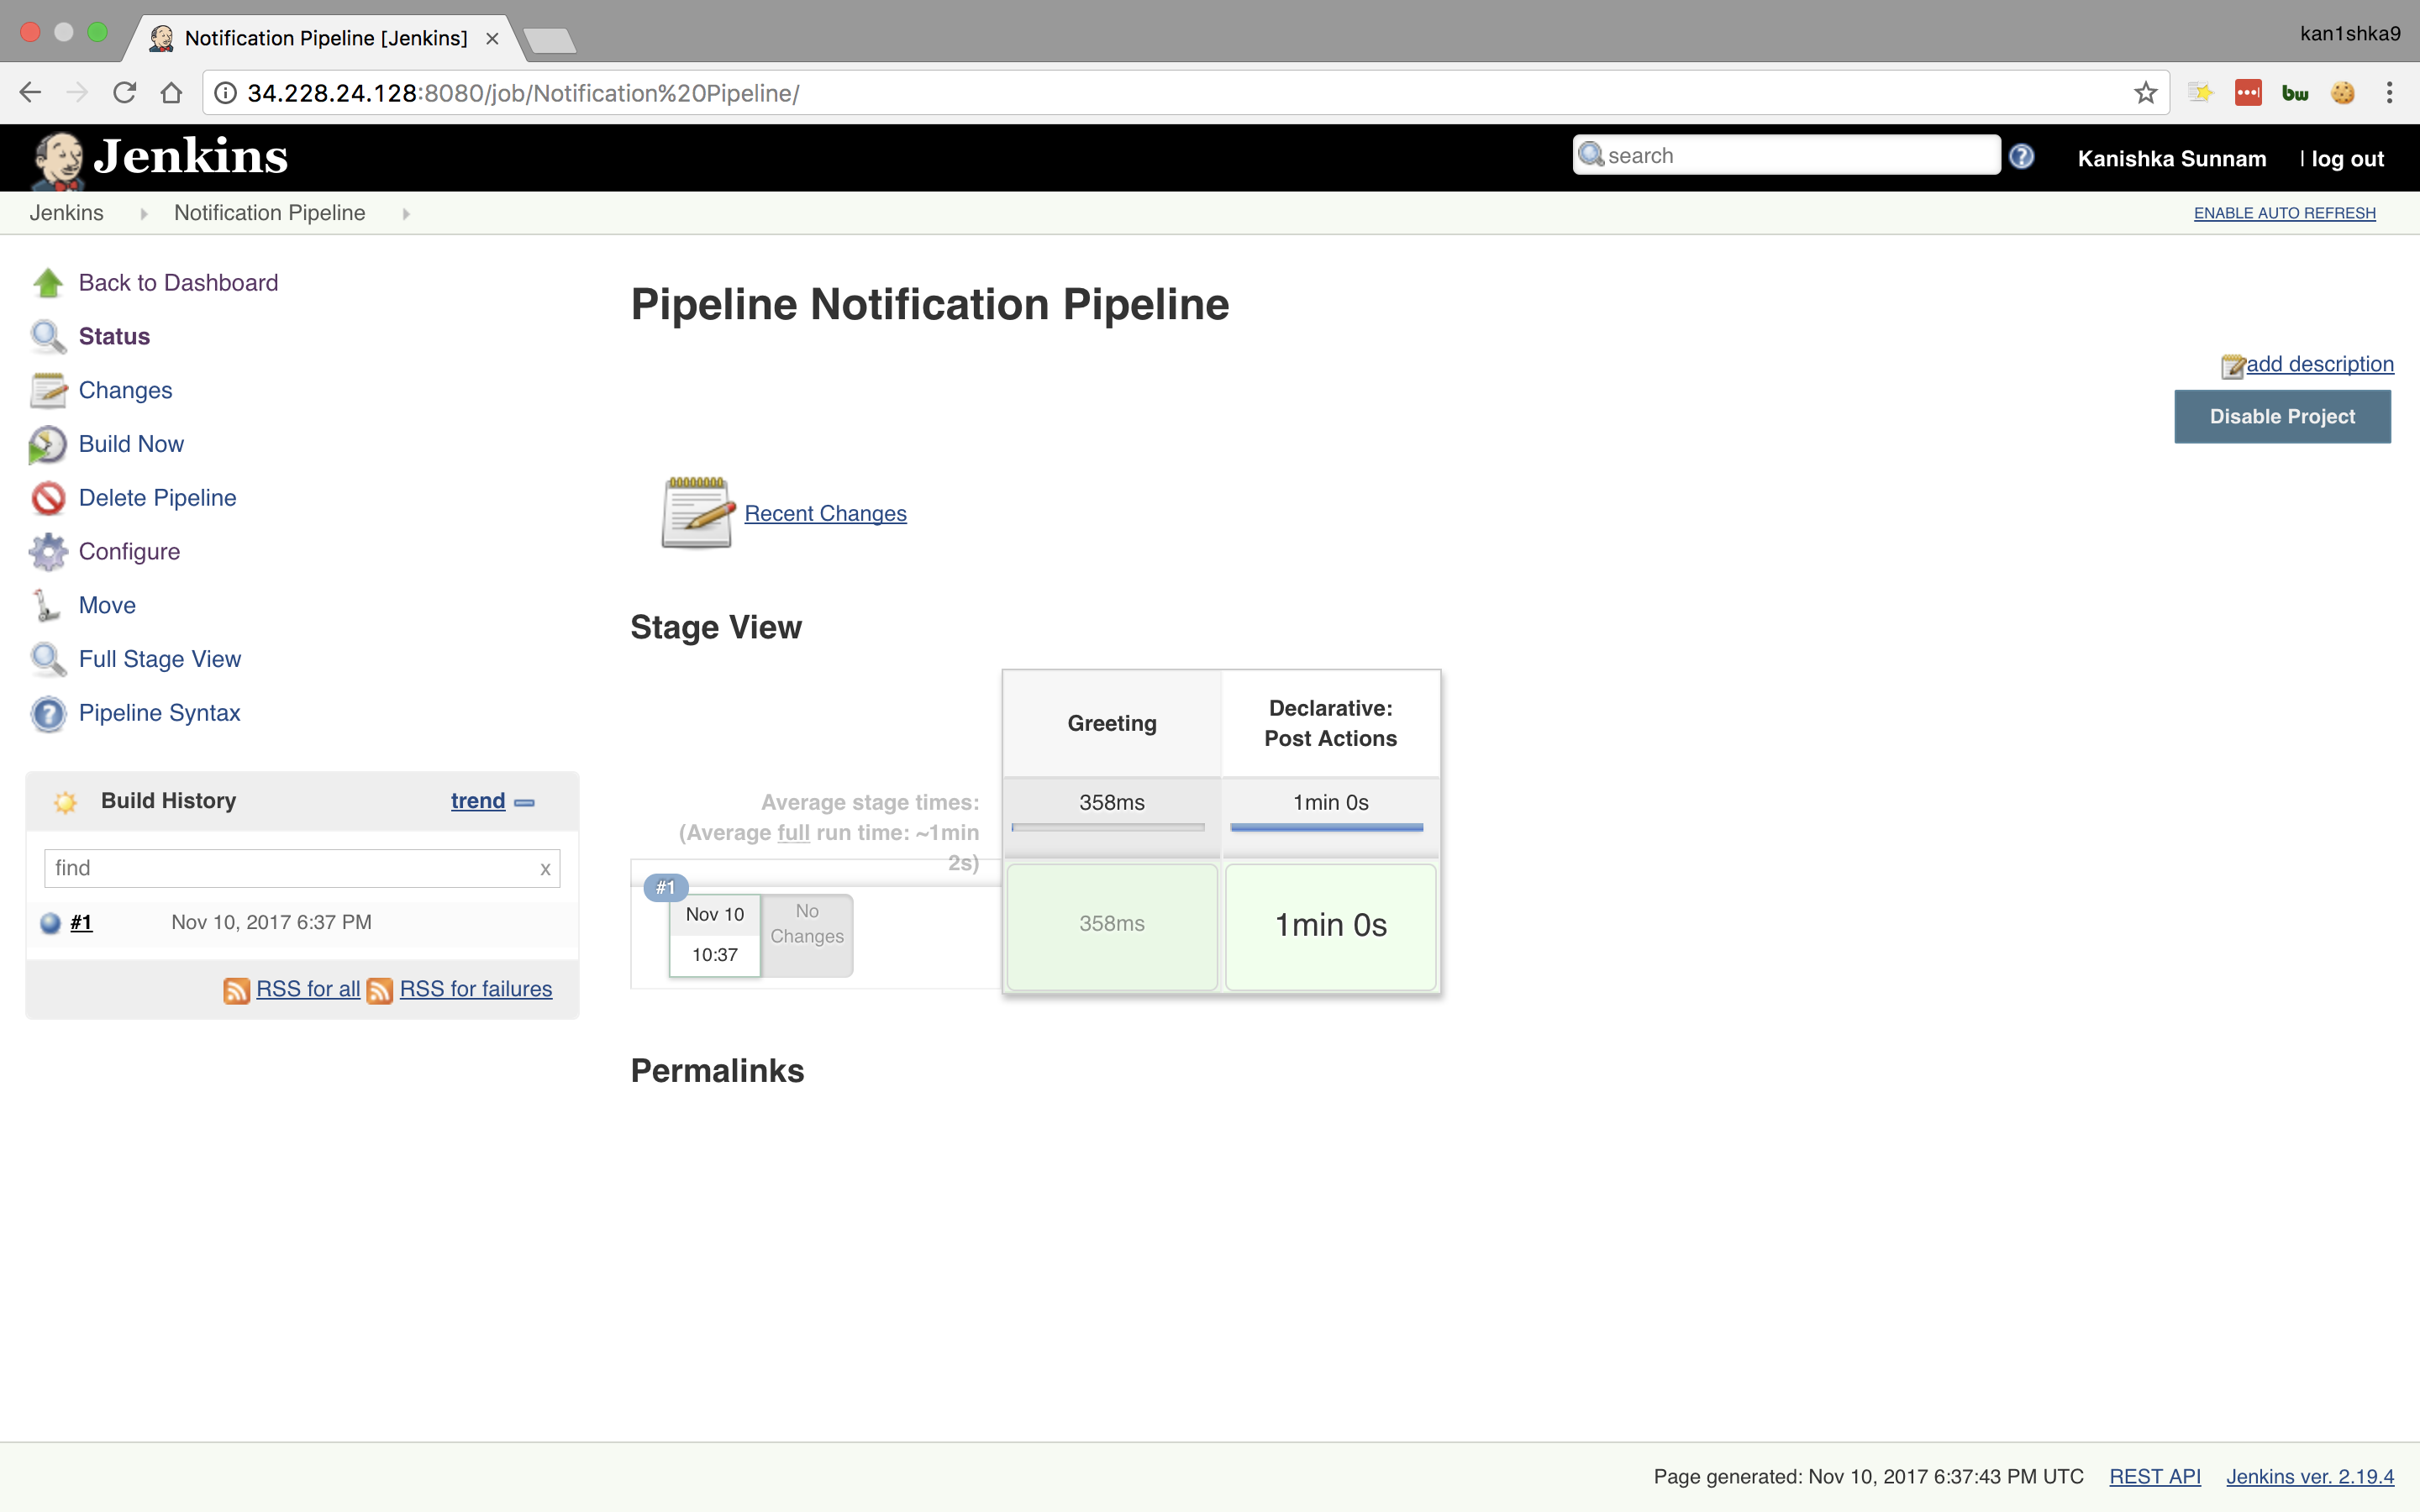 Notification Pipeline [Jenkins]
kan1shka9
34.228.24.128:8080/job/Notification%20Pipeline/
bw
Jenkins
search
Kanishka Sunnam
| log out
Jenkins
Notification Pipeline
ENABLE AUTO REFRESH
Back to Dashboard
Status
Changes
Build Now
Delete Pipeline
Configure
Move
Full Stage View
Pipeline Syntax
Build History
trend
find
x
#1
Nov 10, 2017 6:37 PM
RSS for all
RSS for failures
Pipeline Notification Pipeline
add description
Disable Project
Recent Changes
Stage View
Greeting
Declarative:
Post Actions
Average stage times:
(Average full run time: ~1min
2s)
358ms
1min 0s
#1
Nov 10
10:37
No
Changes
358ms
1min 0s
Permalinks
Page generated: Nov 10, 2017 6:37:43 PM UTC
REST API
Jenkins ver. 2.19.4